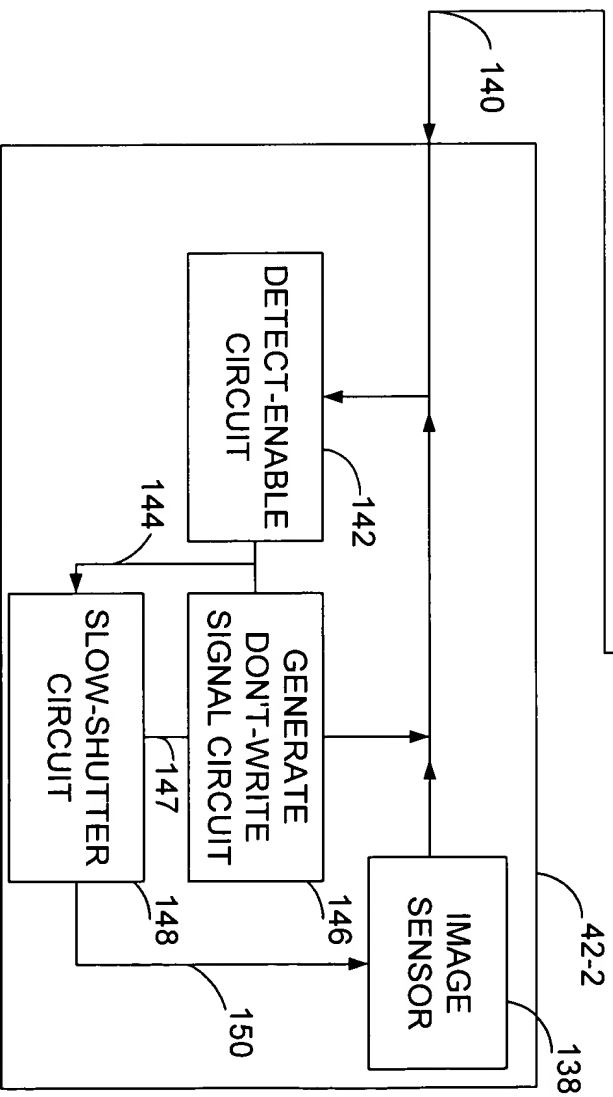 140
42-2
138
IMAGE
SENSOR
DETECT-ENABLE
CIRCUIT
142
GENERATE
DON'T-WRITE
SIGNAL CIRCUIT
146
144
147
SLOW-SHUTTER
CIRCUIT
148
150